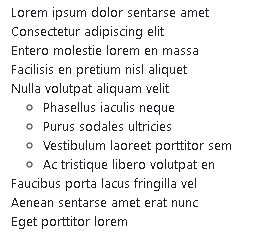 Lorem ipsum dolor sentarse amet
Consectetur adipiscing elit
Entero molestie lorem en massa
Facilisis en pretium nisl aliquet
Nulla volutpat aliquam velit
Phasellus iaculis neque
Purus sodales ultricies
Vestibulum laoreet porttitor sem
Ac tristique libero volutpat en
Faucibus porta lacus fringilla vel
Aenean sentarse amet erat nunc
Eget porttitor lorem